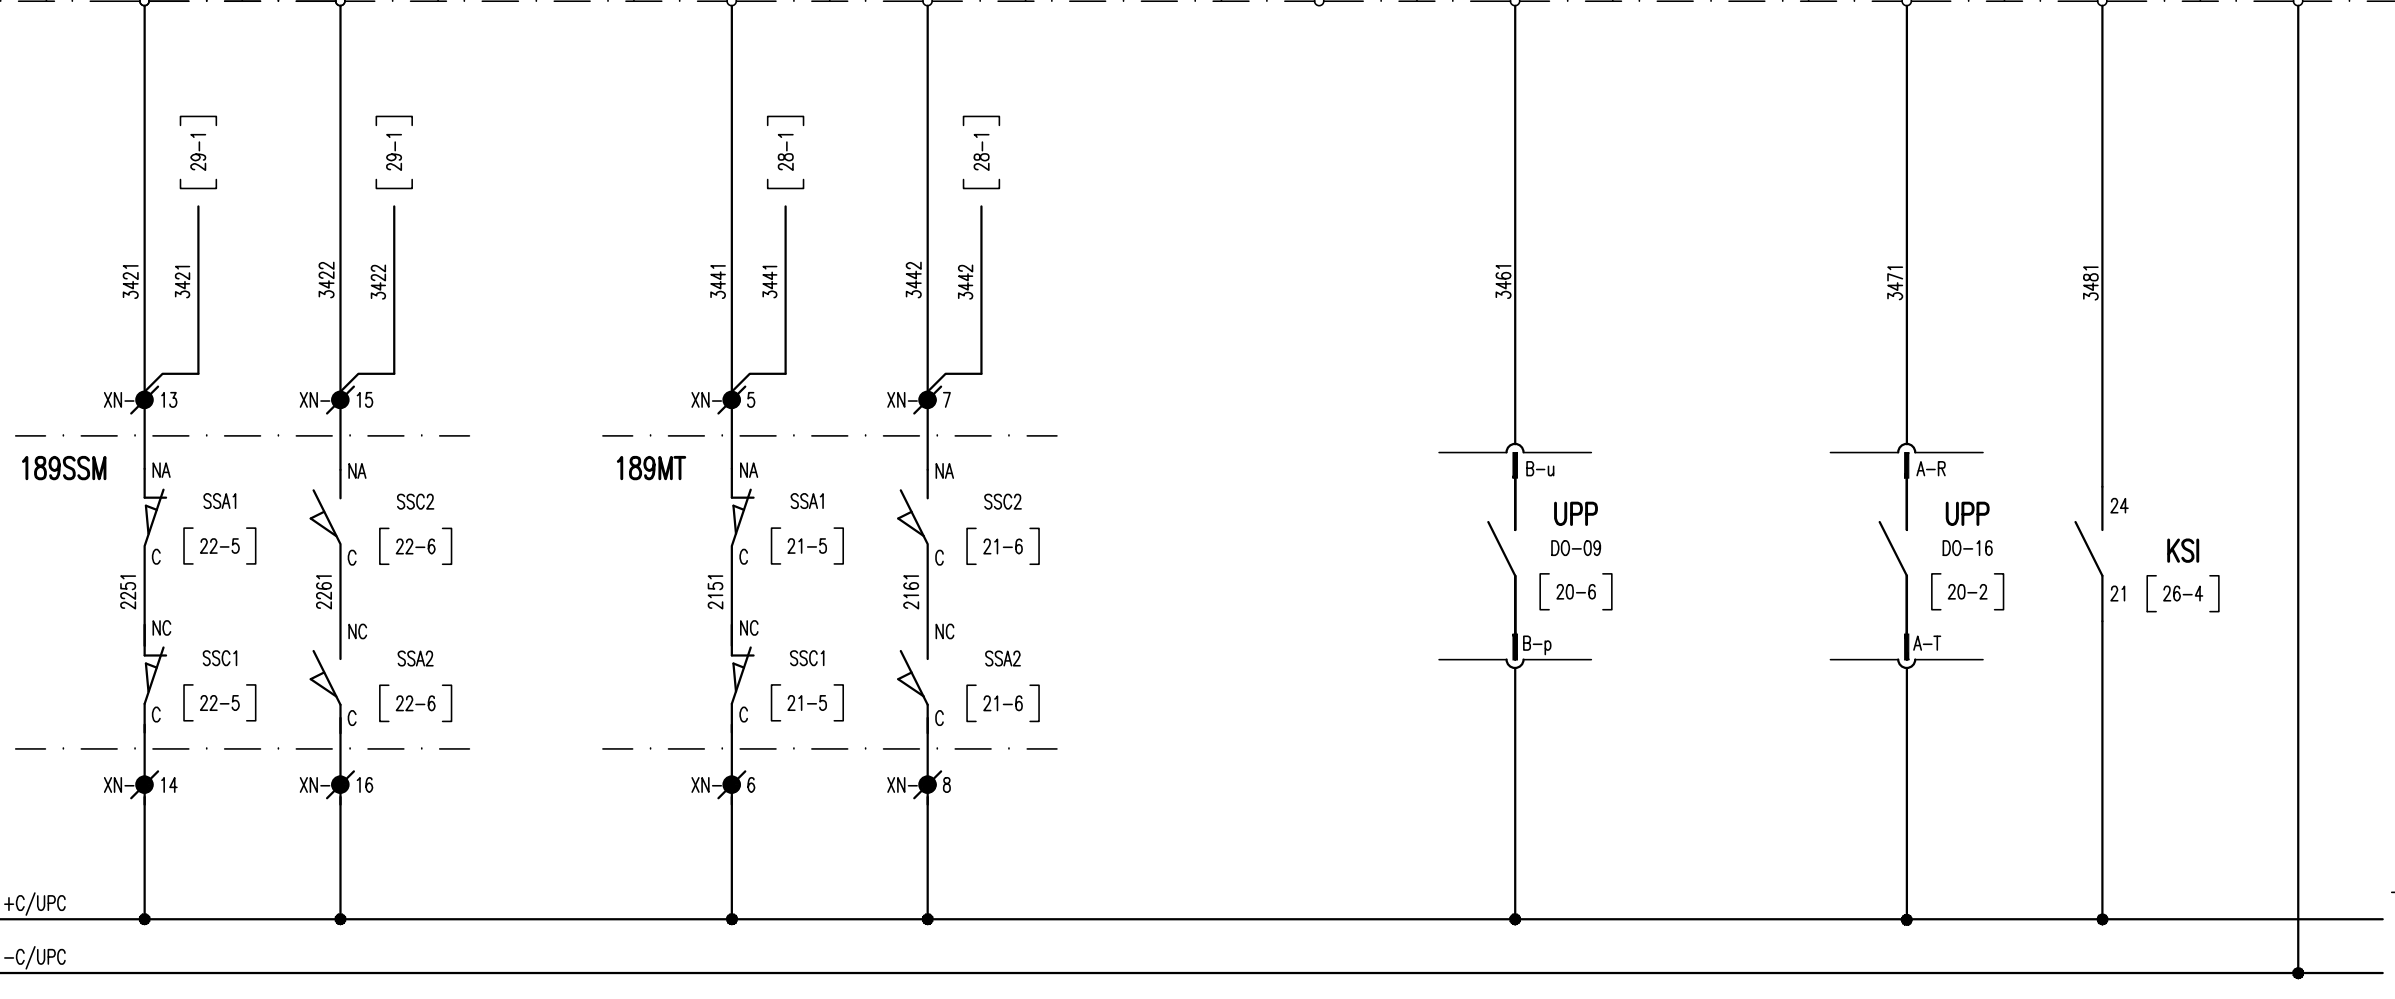 29-1
29-1
28-1
28-1
3421
3421
3422
3422
3441
3441
3442
3442
3461
3471
3481
XN-13
XN-15
XN-5
XN-7
189SSM
NA
NA
189MT
NA
NA
B-u
A-R
SSA1
SSC2
SSA1
SSC2
UPP
UPP
24
22-5
22-6
21-5
21-6
DO-09
DO-16
KSI
C
C
C
C
20-6
20-2
21
26-4
2251
2261
2151
2161
NC
NC
NC
NC
B-p
A-T
SSC1
SSA2
SSC1
SSA2
22-5
22-6
21-5
21-6
C
C
C
C
XN-14
XN-16
XN-6
XN-8
+C/UPC
-C/UPC